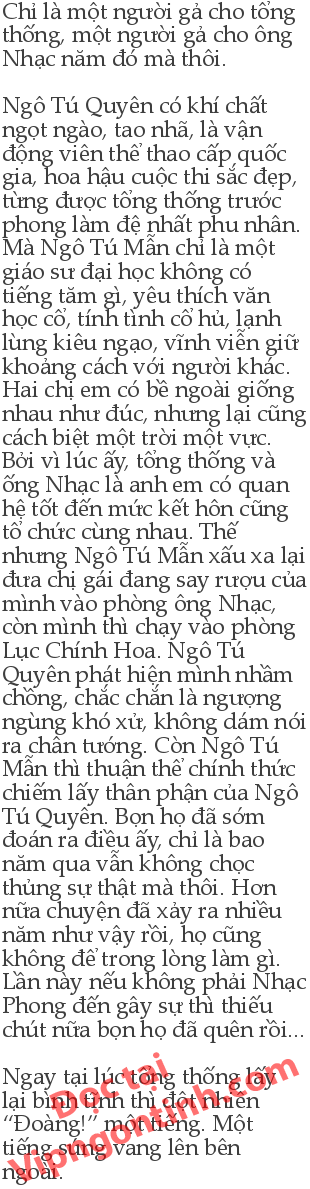 Chỉ là một người gả cho tổng
thống, một người gả cho ông
Nhạc năm đó mà thôi.
Ngô Tú Quyên có khí chất
ngọt ngào, tao nhã, là vận
động viên thể thao cấp quốc
gia, hoa hậu cuộc thi sắc đẹp,
từng được tổng thống trước
phong làm đệ nhất phu nhân.
Mà Ngô Tú Mẫn chỉ là một
giáo sư đại học không có
tiếng tăm gì, yêu thích văn
học cổ, tính tình cổ hủ, lạnh
lùng kiêu ngạo, vĩnh viễn giữ
khoảng cách với người khác.
Hai chị em có bề ngoài giống
nhau như đúc, nhưng lại cũng
cách biệt một trời một vực.
Bởi vì lúc ấy, tổng thống và
ống Nhạc là anh em có quan
hệ tốt đến mức kết hôn cũng
tổ chức cùng nhau. Thế
nhưng Ngô Tú Mẫn xấu xa lại
đưa chị gái đang say rượu của
mình vào phòng ông Nhạc,
còn mình thì chạy vào phòng
Lục Chính Hoa. Ngô Tú
Quyên phát hiện mình nhầm
chồng, chắc chắn là ngượng
ngùng khó xử, không dám nói
ra chân tướng. Còn Ngô Tú
Mẫn thì thuận thể chính thức
chiếm lấy thân phận của Ngô
Tú Quyên. Bọn họ đã sớm
đoán ra điều ấy, chỉ là bao
năm qua vẫn không chọc
thủng sự thật mà thôi. Hơn
nữa chuyện đã xảy ra nhiều
năm như vậy rồi, họ cũng
không để trong lòng làm gì.
Lần này nếu không phải Nhạc
Phong đến gây sự thì thiếu
chút nữa bọn họ đã quên rồi...
Ngay tại lúc tổng thống lấy
lại bình tĩnh thì đột nhiên
“Đoàng!” một tiếng. Một
tiếng súng vang lên bên
ngoài.
Đọc tại
Vipngontinh.com